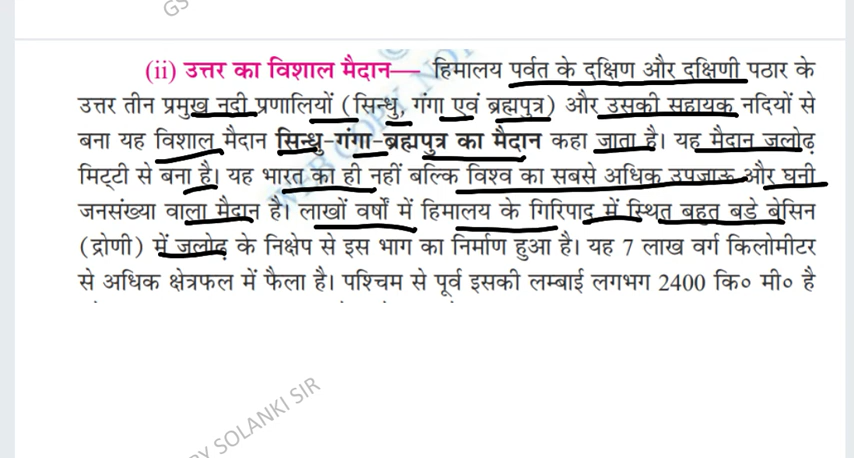 GS
(ii) उत्तर का विशाल मैदान— हिमालय पर्वत के दक्षिण और दक्षिणी पठार के
उत्तर तीन प्रमुख नदी प्रणालियों (सिन्धु, गंगा एवं ब्रह्मपुत्र) और उसकी सहायक नदियों से
बना यह विशाल मैदान सिन्धु-गंगा-ब्रह्मपुत्र का मैदान कहा जाता है। यह मैदान जलोढ़
मिट्टी से बना है। यह भारत का ही नहीं बल्कि विश्व का सबसे अधिक उपजाऊ और घनी
जनसंख्या वाला मैदान है। लाखों वर्षों में हिमालय के गिरिपाद में स्थित बहुत बडे बेसिन
(द्रोणी) में जलोढ़ के निक्षेप से इस भाग का निर्माण हुआ है। यह 7 लाख वर्ग किलोमीटर
से अधिक क्षेत्रफल में फैला है। पश्चिम से पूर्व इसकी लम्बाई लगभग 2400 कि० मी० है
BY SOLANKI SIR